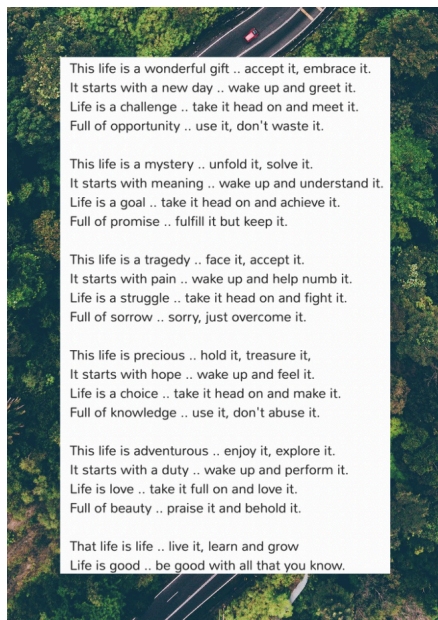 This life is a wonderful gift .. accept it, embrace it.
It starts with a new day .. wake up and greet it.
Life is a challenge .. take it head on and meet it.
Full of opportunity .. use it, don't waste it.

This life is a mystery .. unfold it, solve it.
It starts with meaning .. wake up and understand it.
Life is a goal .. take it head on and achieve it.
Full of promise .. fulfill it but keep it.

This life is a tragedy .. face it, accept it.
It starts with pain .. wake up and help numb it.
Life is a struggle .. take it head on and fight it.
Full of sorrow .. sorry, just overcome it.

This life is precious .. hold it, treasure it,
It starts with hope .. wake up and feel it.
Life is a choice .. take it head on and make it.
Full of knowledge .. use it, don't abuse it.

This life is adventurous .. enjoy it, explore it.
It starts with a duty .. wake up and perform it.
Life is love .. take it full on and love it.
Full of beauty .. praise it and behold it.

That life is life .. live it, learn and grow
Life is good .. be good with all that you know.